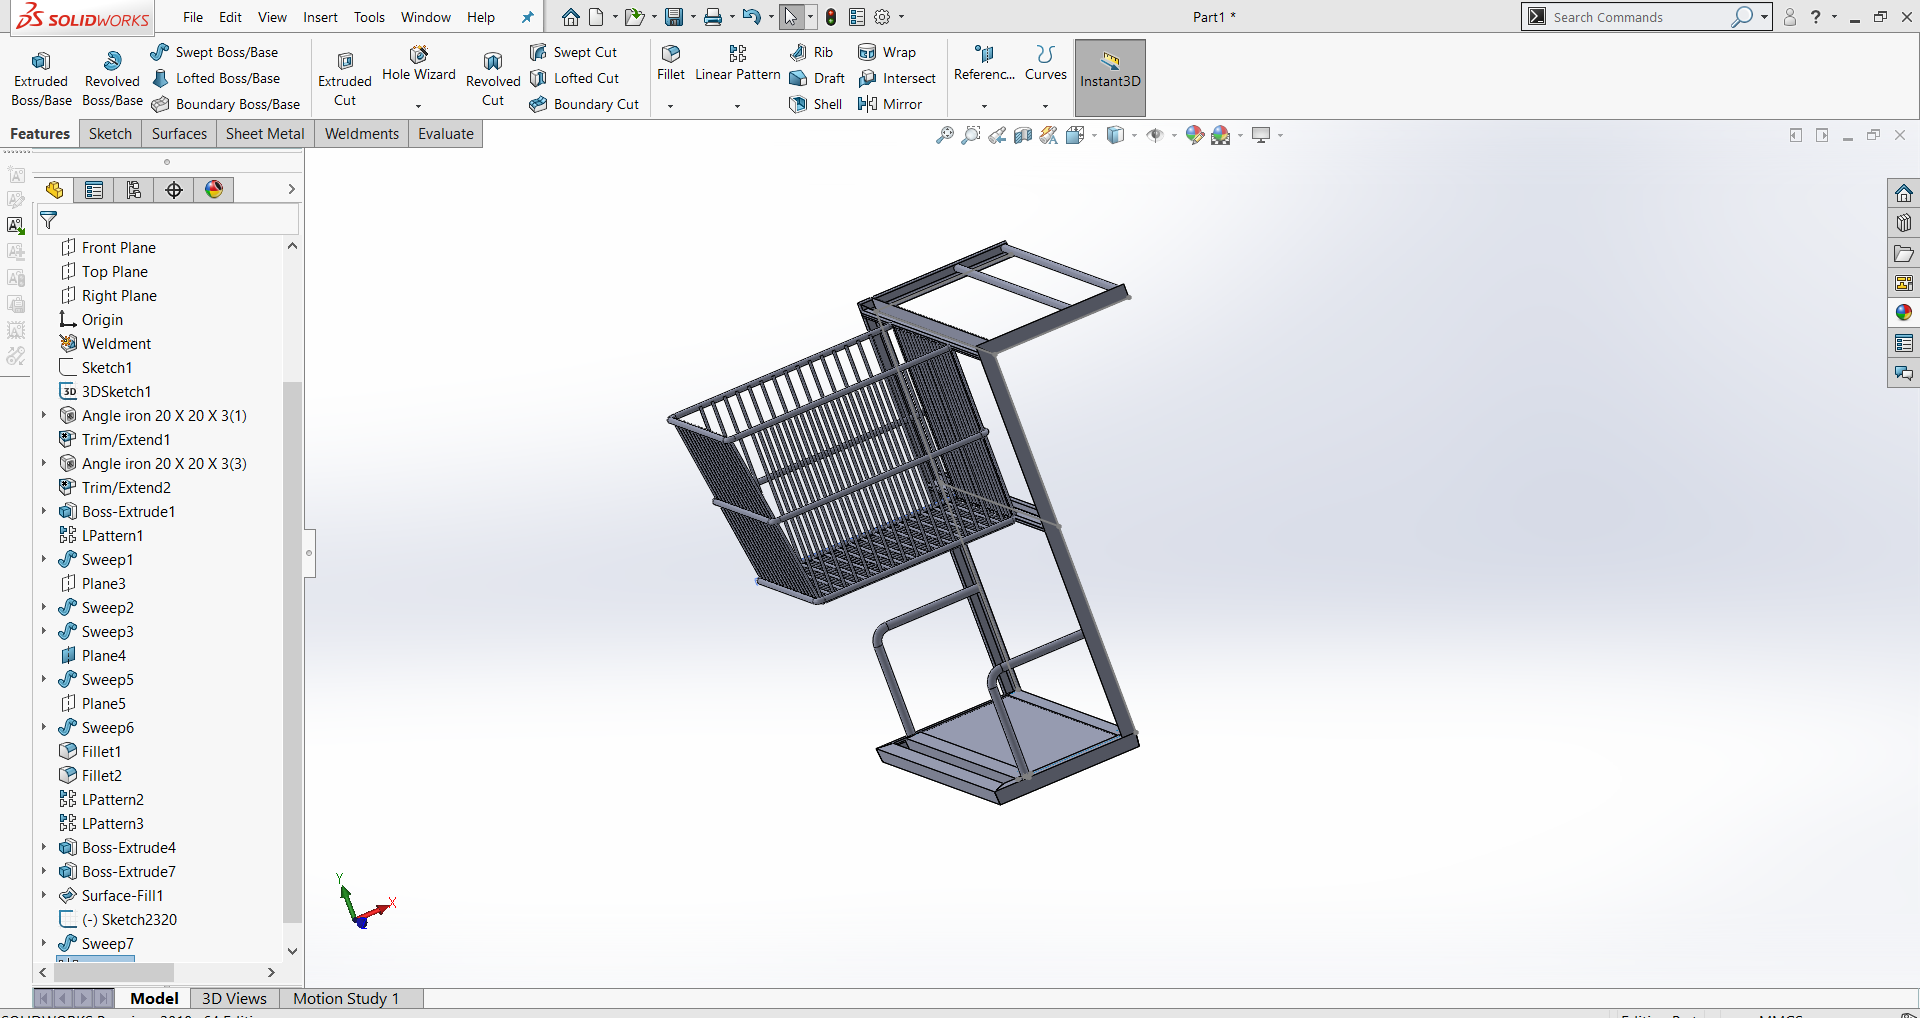 SOLIDWORKS
File Edit View Insert Tools Window Help
Part1 *
Search Commands
Extruded Boss/Base
Revolved Boss/Base
Swept Boss/Base
Lofted Boss/Base
Boundary Boss/Base
Extruded Cut
Hole Wizard
Revolved Cut
Swept Cut
Lofted Cut
Boundary Cut
Fillet
Linear Pattern
Rib
Draft
Shell
Wrap
Intersect
Mirror
Referenc...
Curves
Instant3D
Features Sketch Surfaces Sheet Metal Weldments Evaluate
Front Plane
Top Plane
Right Plane
Origin
Weldment
Sketch1
3D 3DSketch1
Angle iron 20 X 20 X 3(1)
Trim/Extend1
Angle iron 20 X 20 X 3(3)
Trim/Extend2
Boss-Extrude1
LPattern1
Sweep1
Plane3
Sweep2
Sweep3
Plane4
Sweep5
Plane5
Sweep6
Fillet1
Fillet2
LPattern2
LPattern3
Boss-Extrude4
Boss-Extrude7
Surface-Fill1
(-) Sketch2320
Sweep7
Y
X
Model 3D Views Motion Study 1